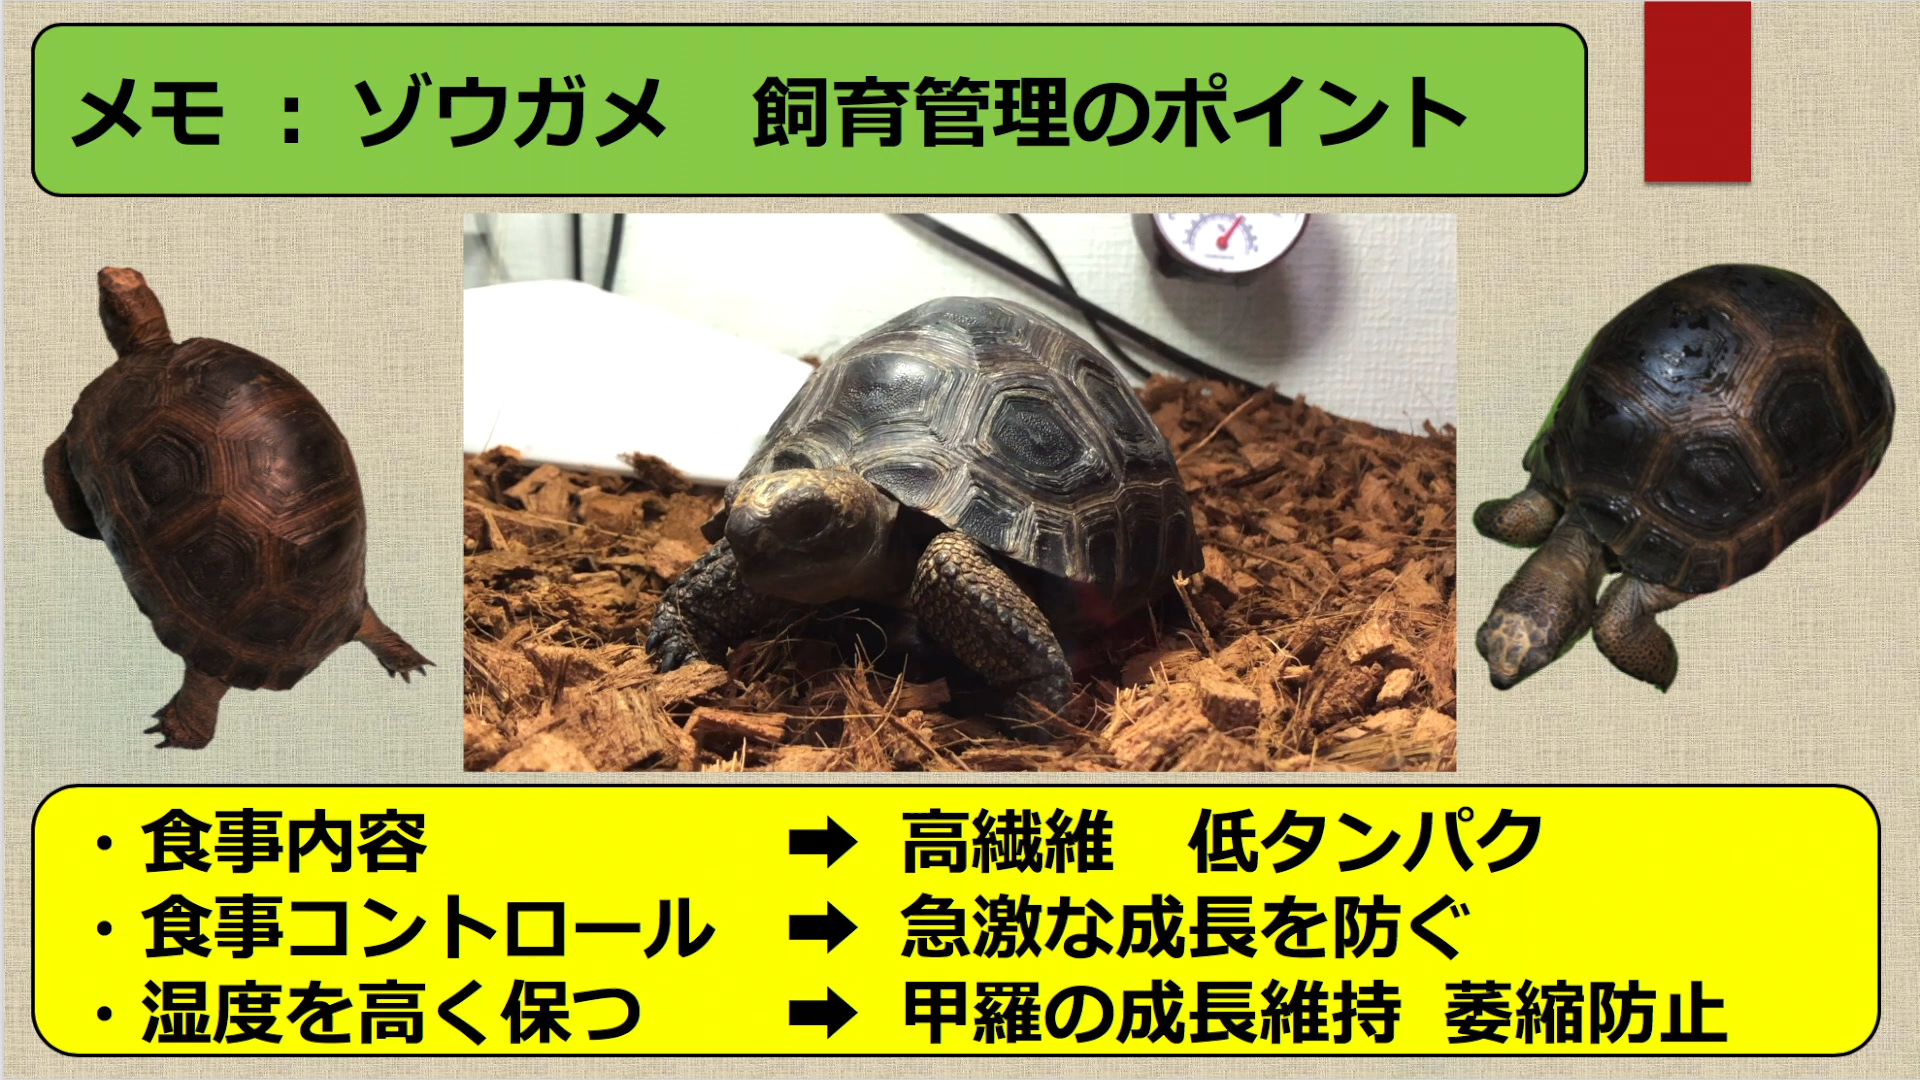 メモ : ゾウガメ　飼育管理のポイント
・食事内容 ➡ 高繊維　低タンパク
・食事コントロール ➡ 急激な成長を防ぐ
・湿度を高く保つ ➡ 甲羅の成長維持 萎縮防止